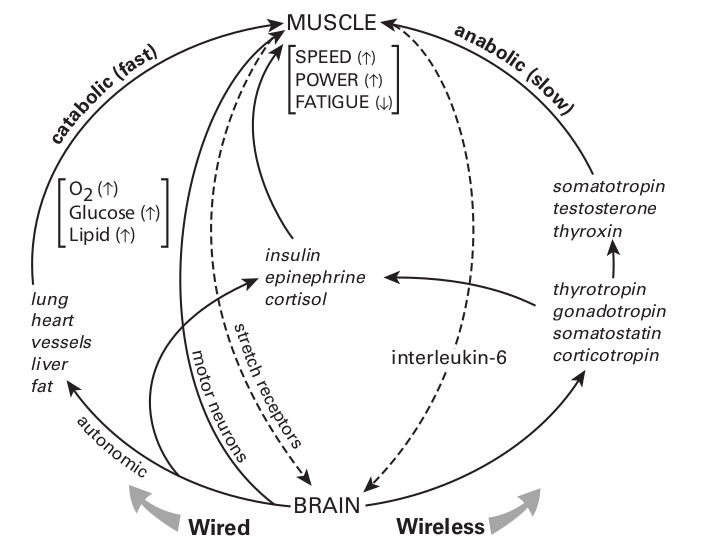 MUSCLE
SPEED (↑)
POWER (↑)
FATIGUE (↓)
catabolic (fast)
anabolic (slow)
O2 (↑)
Glucose (↑)
Lipid (↑)
somatotropin
testosterone
thyroxin
insulin
epinephrine
cortisol
lung
heart
vessels
liver
fat
thyrotropin
gonadotropin
somatostatin
corticotropin
stretch receptors
motor neurons
interleukin-6
autonomic
BRAIN
Wired
Wireless